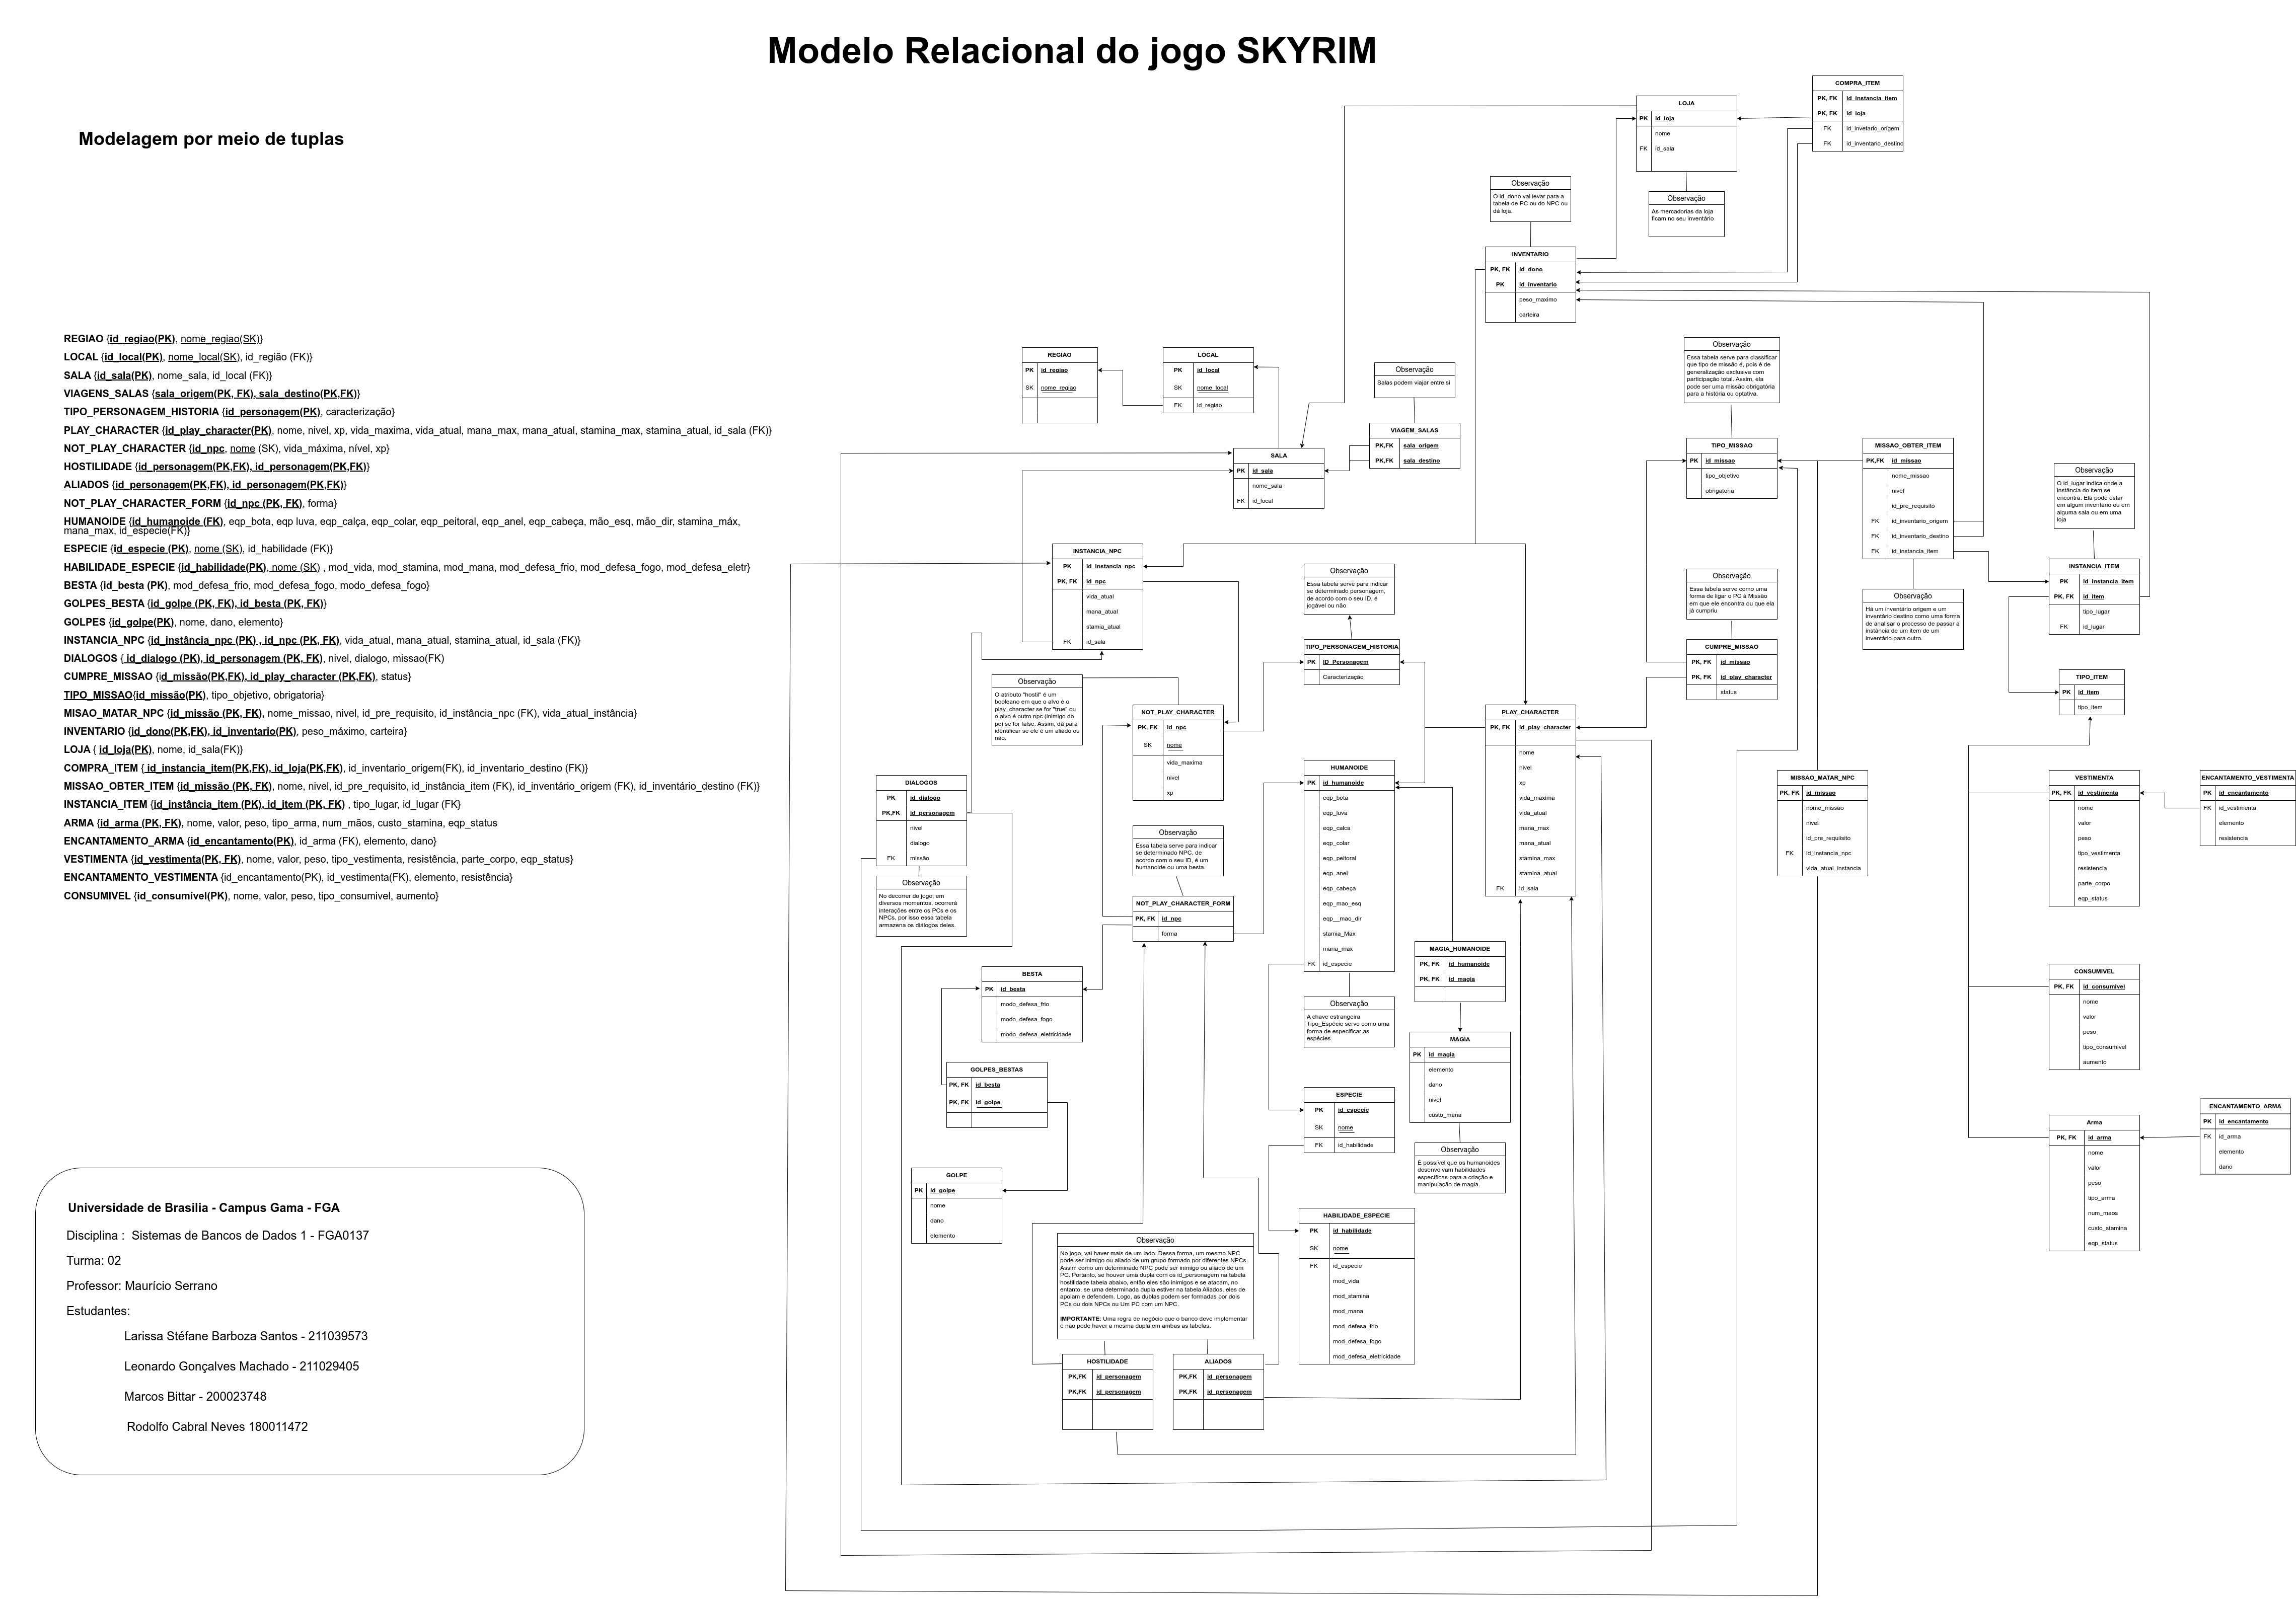 Modelo Relacional do jogo SKYRIM
Modelagem por meio de tuplas
REGIAO {id_regiao(PK), nome_regiao(SK)}
LOCAL {id_local(PK), nome_local(SK), id_região (FK)}
SALA {id_sala(PK), nome_sala, id_local (FK)}
VIAGENS_SALAS {sala_origem(PK, FK), sala_destino(PK,FK)}
TIPO_PERSONAGEM_HISTORIA {id_personagem(PK), caracterização}
PLAY_CHARACTER {id_play_character(PK), nome, nivel, xp, vida_maxima, vida_atual, mana_max, mana_atual, stamina_max, stamina_atual, id_sala (FK)}
NOT_PLAY_CHARACTER {id_npc, nome (SK), vida_máxima, nível, xp}
HOSTILIDADE {id_personagem(PK,FK), id_personagem(PK,FK)}
ALIADOS {id_personagem(PK,FK), id_personagem(PK,FK)}
NOT_PLAY_CHARACTER_FORM {id_npc (PK, FK), forma}
HUMANOIDE {id_humanoide (FK), eqp_bota, eqp luva, eqp_calça, eqp_colar, eqp_peitoral, eqp_anel, eqp_cabeça, mão_esq, mão_dir, stamina_máx,
mana_max, id_especie(FK)}
ESPECIE {id_especie (PK), nome (SK), id_habilidade (FK)}
HABILIDADE_ESPECIE {id_habilidade(PK), nome (SK) , mod_vida, mod_stamina, mod_mana, mod_defesa_frio, mod_defesa_fogo, mod_defesa_eletr}
BESTA {id_besta (PK), mod_defesa_frio, mod_defesa_fogo, modo_defesa_fogo}
GOLPES_BESTA {id_golpe (PK, FK), id_besta (PK, FK)}
GOLPES {id_golpe(PK), nome, dano, elemento}
INSTANCIA_NPC {id_instância_npc (PK) , id_npc (PK, FK), vida_atual, mana_atual, stamina_atual, id_sala (FK)}
DIALOGOS { id_dialogo (PK), id_personagem (PK, FK), nivel, dialogo, missao(FK)
CUMPRE_MISSAO {id_missão(PK,FK), id_play_character (PK,FK), status}
TIPO_MISSAO{id_missão(PK), tipo_objetivo, obrigatoria}
MISAO_MATAR_NPC {id_missão (PK, FK), nome_missao, nivel, id_pre_requisito, id_instância_npc (FK), vida_atual_instância}
INVENTARIO {id_dono(PK,FK), id_inventario(PK), peso_máximo, carteira}
LOJA { id_loja(PK), nome, id_sala(FK)}
COMPRA_ITEM { id_instancia_item(PK,FK), id_loja(PK,FK), id_inventario_origem(FK), id_inventário_destino (FK)}
MISSAO_OBTER_ITEM {id_missão (PK, FK), nome, nivel, id_pre_requisito, id_instância_item (FK), id_inventário_origem (FK), id_inventário_destino (FK)}
INSTANCIA_ITEM {id_instância_item (PK), id_item (PK, FK) , tipo_lugar, id_lugar (FK}
ARMA {id_arma (PK, FK), nome, valor, peso, tipo_arma, num_mãos, custo_stamina, eqp_status
ENCANTAMENTO_ARMA {id_encantamento(PK), id_arma (FK), elemento, dano}
VESTIMENTA {id_vestimenta(PK, FK), nome, valor, peso, tipo_vestimenta, resistência, parte_corpo, eqp_status}
ENCANTAMENTO_VESTIMENTA {id_encantamento(PK), id_vestimenta(FK), elemento, resistência}
CONSUMIVEL {id_consumível(PK), nome, valor, peso, tipo_consumivel, aumento}
Universidade de Brasilia - Campus Gama - FGA
Disciplina : Sistemas de Bancos de Dados 1 - FGA0137
Turma: 02
Professor: Maurício Serrano
Estudantes:
Larissa Stéfane Barboza Santos - 211039573
Leonardo Gonçalves Machado - 211029405
Marcos Bittar - 200023748
Rodolfo Cabral Neves 180011472
COMPRA_ITEM
PK, FK id_instancia_item
PK, FK id_loja
FK id_invetario_origem
FK id_inventario_destino
LOJA
PK id_loja
nome
FK id_sala
Observação
As mercadorias da loja
ficam no seu inventário
Observação
O id_dono vai levar para a
tabela de PC ou do NPC ou
dá loja.
INVENTARIO
PK, FK id_dono
PK id_inventario
peso_maximo
carteira
REGIAO
PK id_regiao
SK nome_regiao
LOCAL
PK id_local
SK nome_local
FK id_regiao
Observação
Salas podem viajar entre si
VIAGEM_SALAS
PK,FK sala_origem
PK,FK sala_destino
SALA
PK id_sala
nome_sala
FK id_local
Observação
Essa tabela serve para classificar
que tipo de missão é, pois é de
generalização exclusiva com
participação total. Assim, ela
pode ser uma missão obrigatória
para a história ou optativa.
TIPO_MISSAO
PK id_missao
tipo_objetivo
obrigatoria
MISSAO_OBTER_ITEM
PK,FK id_missao
nome_missao
nivel
id_pre_requisito
FK id_inventario_origem
FK id_inventario_destino
FK id_instancia_item
Observação
Há um inventário origem e um
inventário destino como uma forma
de analisar o processo de passar a
instância de um item de um
inventário para outro.
Observação
O id_lugar indica onde a
instância do item se
encontra. Ela pode estar
em algum inventário ou em
alguma sala ou em uma
loja
INSTANCIA_ITEM
PK id_instancia_item
PK, FK id_item
tipo_lugar
FK id_lugar
TIPO_ITEM
PK id_item
tipo_item
INSTANCIA_NPC
PK id_instancia_npc
PK, FK id_npc
vida_atual
mana_atual
stamia_atual
FK id_sala
Observação
Essa tabela serve para indicar
se determinado personagem,
de acordo com o seu ID, é
jogável ou não
TIPO_PERSONAGEM_HISTORIA
PK ID_Personagem
Caracterização
Observação
Essa tabela serve como uma
forma de ligar o PC à Missão
em que ele encontra ou que ela
já cumpriu
CUMPRE_MISSAO
PK, FK id_missao
PK, FK id_play_character
status
Observação
O atributo "hostil" é um
booleano em que o alvo é o
play_character se for "true" ou
o alvo é outro npc (inimigo do
pc) se for false. Assim, dá para
identificar se ele é um aliado ou
não.
NOT_PLAY_CHARACTER
PK, FK id_npc
SK nome
vida_maxima
nivel
xp
PLAY_CHARACTER
PK, FK id_play_character
nome
nivel
xp
vida_maxima
vida_atual
mana_max
mana_atual
stamina_max
stamina_atual
FK id_sala
HUMANOIDE
PK id_humanoide
eqp_bota
eqp_luva
eqp_calca
eqp_colar
eqp_peitoral
eqp_anel
eqp_cabeça
eqp_mao_esq
eqp__mao_dir
stamia_Max
mana_max
FK id_especie
Observação
A chave estrangeira
Tipo_Espécie serve como uma
forma de especificar as
espécies
DIALOGOS
PK id_dialogo
PK,FK id_personagem
nivel
dialogo
FK missão
Observação
No decorrer do jogo, em
diversos momentos, ocorrerá
interações entre os PCs e os
NPCs, por isso essa tabela
armazena os diálogos deles.
Observação
Essa tabela serve para indicar
se determinado NPC, de
acordo com o seu ID, é um
humanoide ou uma besta.
NOT_PLAY_CHARACTER_FORM
PK, FK id_npc
forma
MISSAO_MATAR_NPC
PK, FK id_missao
nome_missao
nivel
id_pre_requisito
FK id_instancia_npc
vida_atual_instancia
VESTIMENTA
PK, FK id_vestimenta
nome
valor
peso
tipo_vestimenta
resistencia
parte_corpo
eqp_status
ENCANTAMENTO_VESTIMENTA
PK id_encantamento
FK id_vestimenta
elemento
resistencia
MAGIA_HUMANOIDE
PK, FK id_humanoide
PK, FK id_magia
MAGIA
PK id_magia
elemento
dano
nivel
custo_mana
Observação
É possível que os humanoides
desenvolvam habilidades
específicas para a criação e
manipulação de magia.
BESTA
PK id_besta
modo_defesa_frio
modo_defesa_fogo
modo_defesa_eletricidade
GOLPES_BESTAS
PK, FK id_besta
PK, FK id_golpe
GOLPE
PK id_golpe
nome
dano
elemento
ESPECIE
PK id_especie
SK nome
FK id_habilidade
HABILIDADE_ESPECIE
PK id_habilidade
SK nome
FK id_especie
mod_vida
mod_stamina
mod_mana
mod_defesa_frio
mod_defesa_fogo
mod_defesa_eletricidade
CONSUMIVEL
PK, FK id_consumivel
nome
valor
peso
tipo_consumivel
aumento
Arma
PK, FK id_arma
nome
valor
peso
tipo_arma
num_maos
custo_stamina
eqp_status
ENCANTAMENTO_ARMA
PK id_encantamento
FK id_arma
elemento
dano
Observação
No jogo, vai haver mais de um lado. Dessa forma, um mesmo NPC
pode ser inimigo ou aliado de um grupo formado por diferentes NPCs.
Assim como um determinado NPC pode ser inimigo ou aliado de um
PC. Portanto, se houver uma dupla com os id_personagem na tabela
hostilidade tabela abaixo, então eles são inimigos e se atacam, no
entanto, se uma determinada dupla estiver na tabela Aliados, eles de
apoiam e defendem. Logo, as dublas podem ser formadas por dois
PCs ou dois NPCs ou Um PC com um NPC.
IMPORTANTE: Uma regra de negócio que o banco deve implementar
é não pode haver a mesma dupla em ambas as tabelas.
HOSTILIDADE
PK,FK id_personagem
PK,FK id_personagem
ALIADOS
PK,FK id_personagem
PK,FK id_personagem